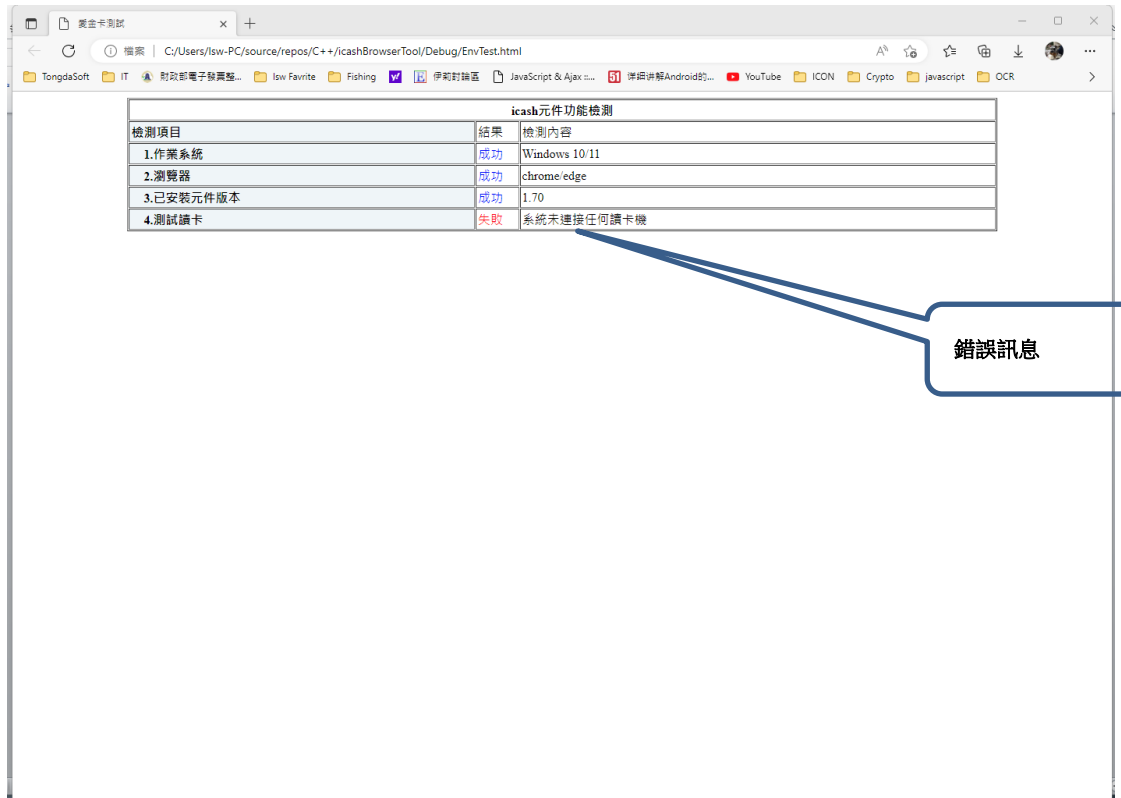 愛金卡測試
檔案 C:/Users/lsw-PC/source/repos/C++/icashBrowserTool/Debug/EnvTest.html
TongdaSoft IT 財政部電子發票整... lsw Favrite Fishing 伊莉討論區 JavaScript & Ajax ::... 51 详细讲解Android的... YouTube ICON Crypto javascript OCR
icash元件功能檢測
檢測項目 結果 檢測內容
1.作業系統 成功 Windows 10/11
2.瀏覽器 成功 chrome/edge
3.已安裝元件版本 成功 1.70
4.測試讀卡 失敗 系統未連接任何讀卡機
錯誤訊息